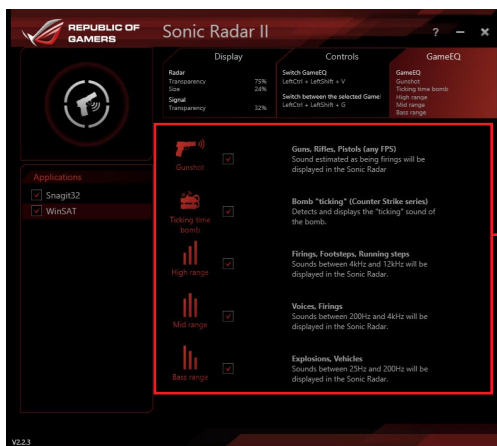 REPUBLIC OF
GAMERS
Sonic Radar II
?
Display
Controls
GameEQ
Radar
Transparency 75%
Size 24%
Signal
Transparency 32%
Switch GameEQ
LeftCtrl + LeftShift + V
Switch between the selected Game
LeftCtrl + LeftShift + G
GameEQ
Gunshot
Ticking time bomb
High range
Mid range
Bass range
Applications
Snagit32
WinSAT
Gunshot
Guns, Rifles, Pistols (any FPS)
Sound estimated as being firings will be
displayed in the Sonic Radar
Ticking time
bomb
Bomb "ticking" (Counter Strike series)
Detects and displays the "ticking" sound of
the bomb.
High range
Firings, Footsteps, Running steps
Sounds between 4kHz and 12kHz will be
displayed in the Sonic Radar.
Mid range
Voices, Firings
Sounds between 200Hz and 4kHz will be
displayed in the Sonic Radar.
Bass range
Explosions, Vehicles
Sounds between 25Hz and 200Hz will be
displayed in the Sonic Radar.
V2.2.3